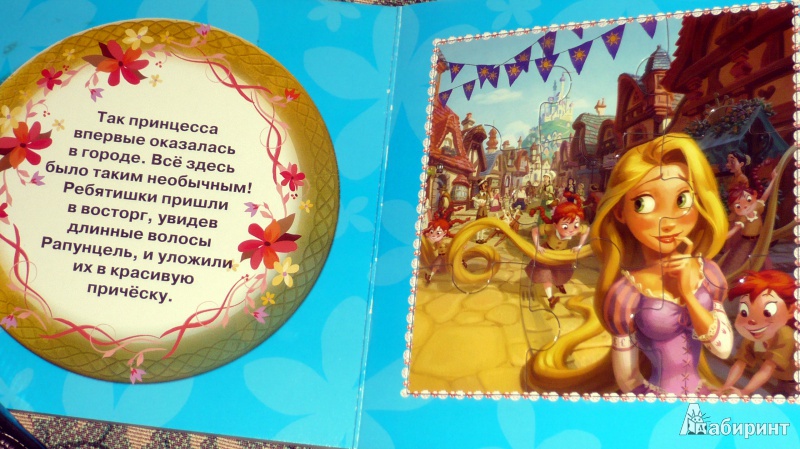 Так принцесса
впервые оказалась
в городе. Всё здесь
было таким необычным!
Ребятишки пришли
в восторг, увидев
длинные волосы
Рапунцель, и уложили
их в красивую
причёску.
Лабиринт